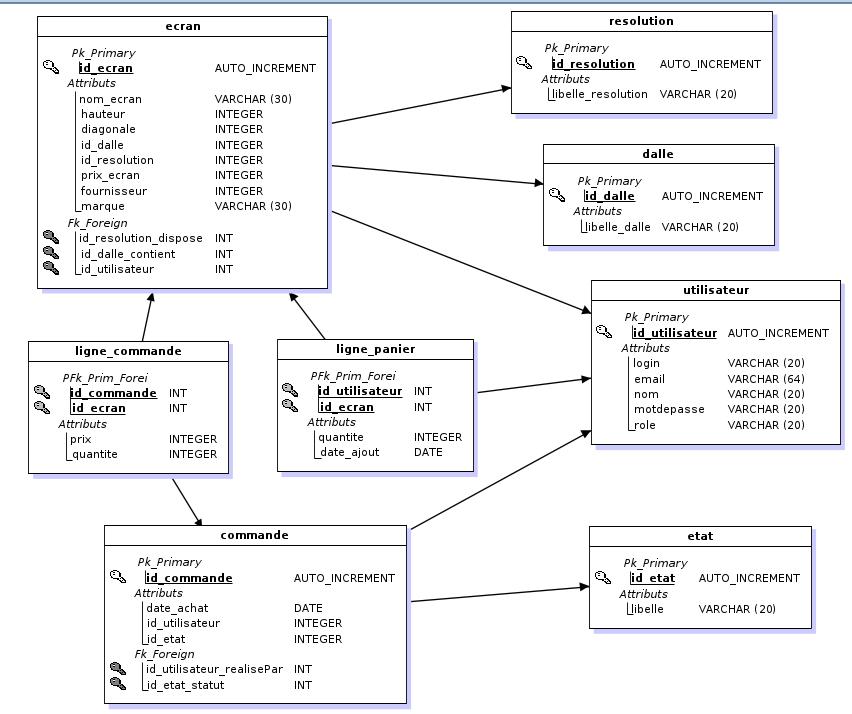 ecran
Pk_Primary
id_ecran AUTO_INCREMENT
Attributs
nom_ecran VARCHAR (30)
hauteur INTEGER
diagonale INTEGER
id_dalle INTEGER
id_resolution INTEGER
prix_ecran INTEGER
fournisseur INTEGER
marque VARCHAR (30)
Fk_Foreign
id_resolution_dispose INT
id_dalle_contient INT
id_utilisateur INT
resolution
Pk_Primary
id_resolution AUTO_INCREMENT
Attributs
libelle_resolution VARCHAR (20)
dalle
Pk_Primary
id_dalle AUTO_INCREMENT
Attributs
libelle_dalle VARCHAR (20)
utilisateur
Pk_Primary
id_utilisateur AUTO_INCREMENT
Attributs
login VARCHAR (20)
email VARCHAR (64)
nom VARCHAR (20)
motdepasse VARCHAR (20)
role VARCHAR (20)
ligne_commande
PFk_Prim_Forei
id_commande INT
id_ecran INT
Attributs
prix INTEGER
quantite INTEGER
ligne_panier
PFk_Prim_Forei
id_utilisateur INT
id_ecran INT
Attributs
quantite INTEGER
date_ajout DATE
commande
Pk_Primary
id_commande AUTO_INCREMENT
Attributs
date_achat DATE
id_utilisateur INTEGER
id_etat INTEGER
Fk_Foreign
id_utilisateur_realisePar INT
id_etat_statut INT
etat
Pk_Primary
id_etat AUTO_INCREMENT
Attributs
libelle VARCHAR (20)